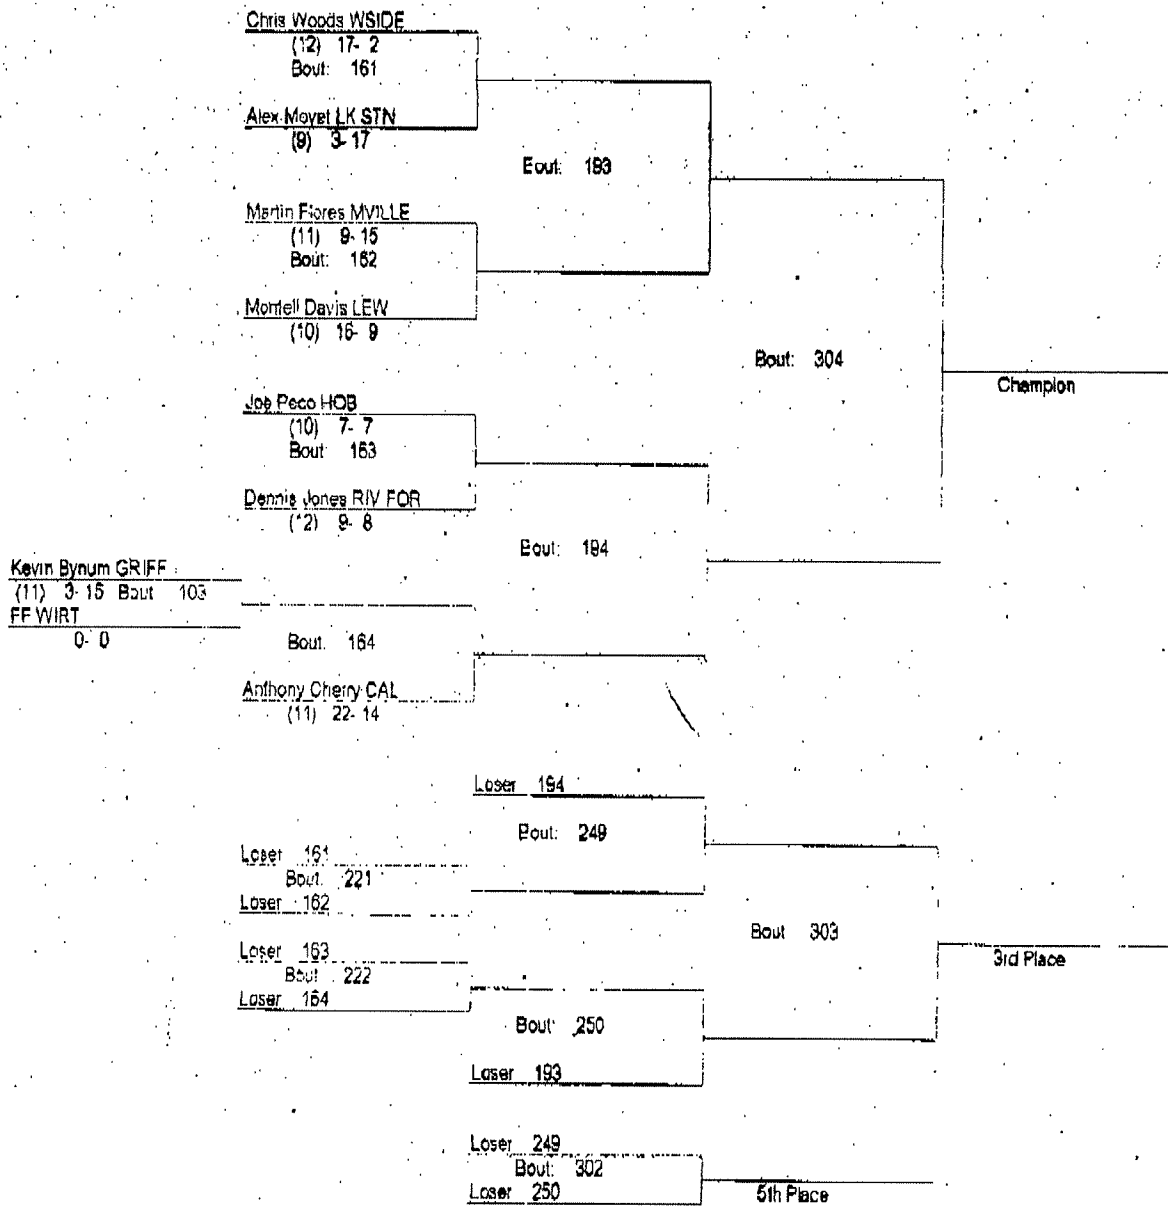 Chris Woods WSIDE
(12) 17- 2
Bout: 161
Alex Moyet LK STN
(9) 3- 17
Bout: 193
Martin Flores MVILLE
(11) 9- 15
Bout: 162
Montell Davis LEW
(10) 16- 9
Bout: 304
Champion
Joe Peco HOB
(10) 7- 7
Bout 163
Dennis Jones RIV FOR
(12) 9- 8
Bout: 194
Kevin Bynum GRIFF
(11) 3- 15 Bout 103
FF WIRT
0- 0
Bout. 164
Anthony Cherry CAL
(11) 22- 14
Loser 194
Bout: 249
Loser 161
Bout. 221
Loser 162
Loser 163
Bout 222
Loser 164
Bout 303
3rd Place
Bout: 250
Loser 193
Loser 249
Bout: 302
Loser 250
5th Place